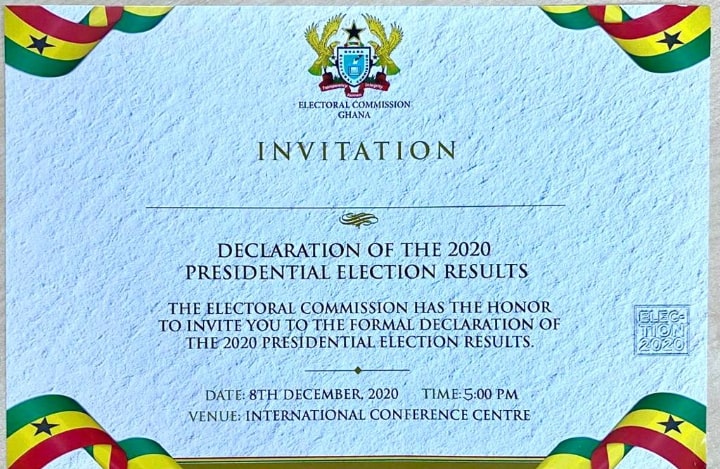 Transparency
Integrity
ELECTORAL COMMISSION
GHANA
INVITATION
DECLARATION OF THE 2020
PRESIDENTIAL ELECTION RESULTS
THE ELECTORAL COMMISSION HAS THE HONOR
TO INVITE YOU TO THE FORMAL DECLARATION OF
THE 2020 PRESIDENTIAL ELECTION RESULTS.
ELEC-
TION
2020
DATE: 8TH DECEMBER, 2020 TIME: 5:00 PM
VENUE: INTERNATIONAL CONFERENCE CENTRE